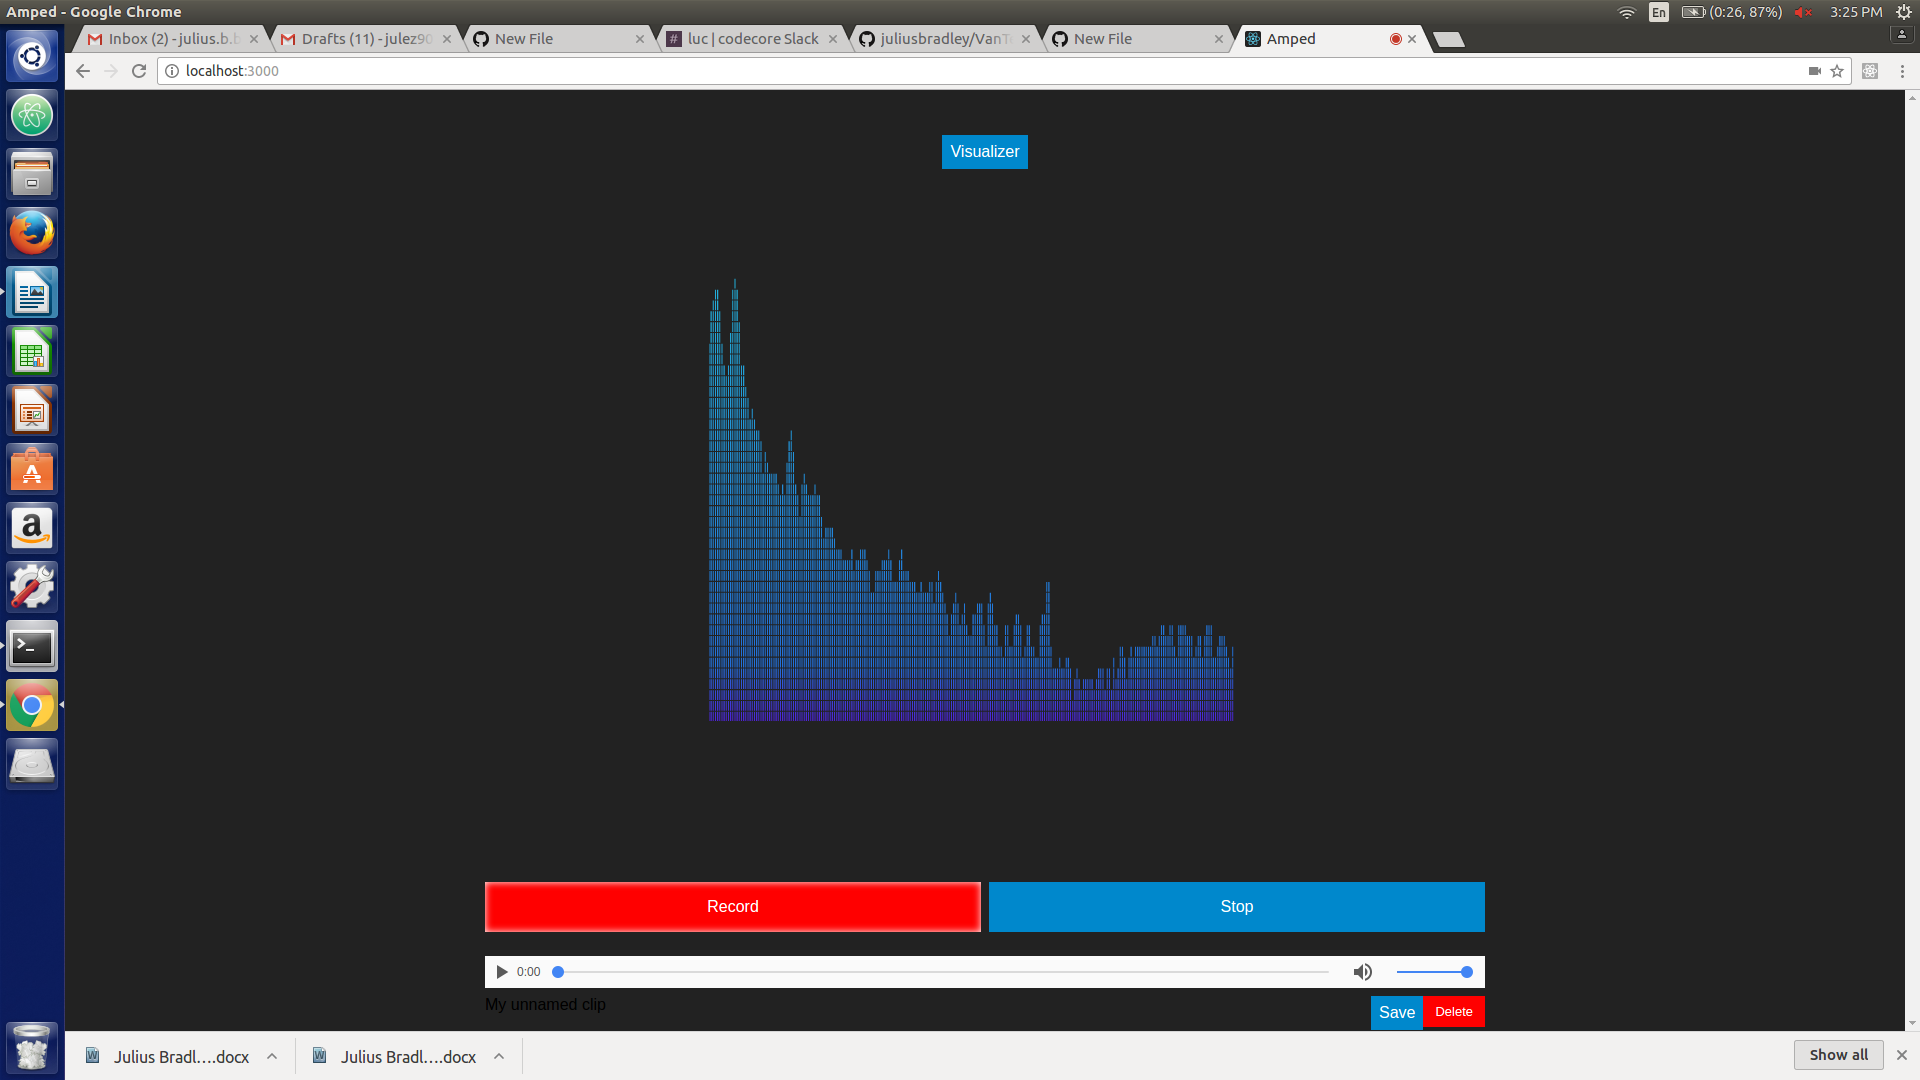 Amped - Google Chrome
En
(0:26, 87%)
3:25 PM
Inbox (2) - julius.b.b
Drafts (11) - julez90
New File
luc | codecore Slack
juliusbradley/VanT
New File
Amped
localhost:3000
Visualizer
Record
Stop
0:00
My unnamed clip
Save
Delete
Julius Bradl....docx
Julius Bradl....docx
Show all